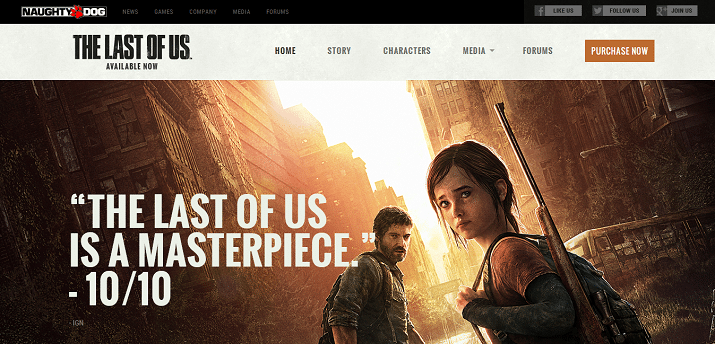 NAUGHTY DOG NEWS GAMES COMPANY MEDIA FORUMS LIKE US FOLLOW US JOIN US
THE LAST OF US
AVAILABLE NOW
HOME STORY CHARACTERS MEDIA FORUMS PURCHASE NOW
“THE LAST OF US
IS A MASTERPIECE.”
- 10/10
- IGN